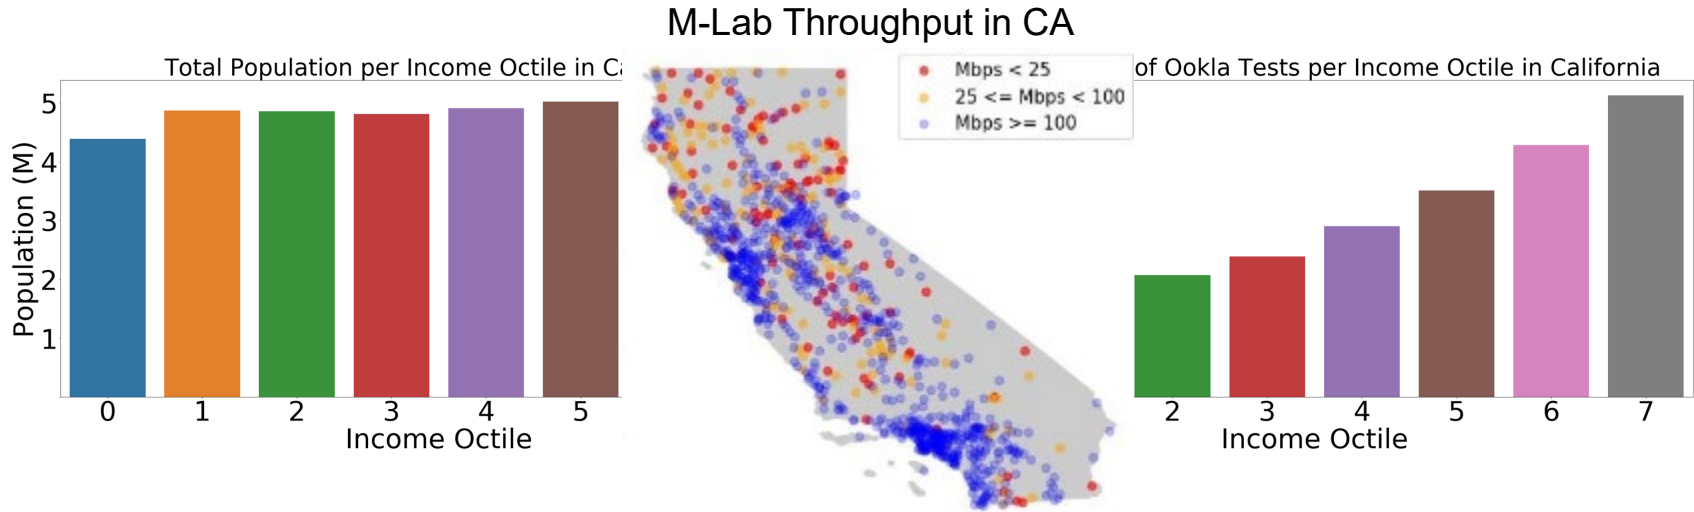 M-Lab Throughput in CA
Total Population per Income Octile in Ca
5
4
3
2
1
Population (M)
0 1 2 3 4 5
Income Octile
Mbps < 25
25 <= Mbps < 100
Mbps >= 100
of Ookla Tests per Income Octile in California
2 3 4 5 6 7
Income Octile